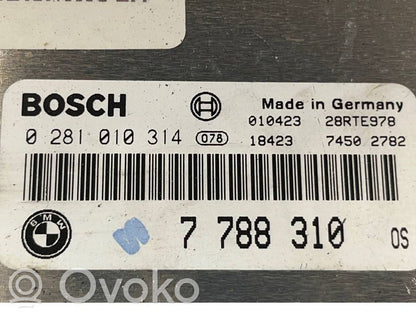 BOSCH
Made in Germany
010423 28RTE978
0 281 010 314 078
18423 7450 2782
BMW
7 788 310 OS
© Ovoko